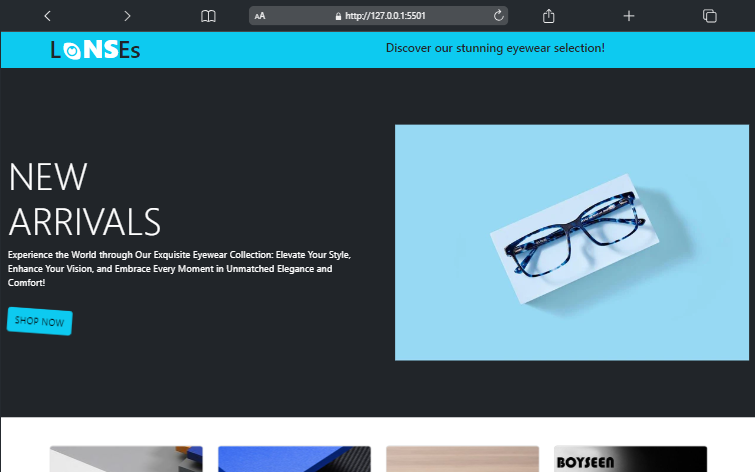 AA http://127.0.0.1:5501
LeNSEs Discover our stunning eyewear selection!
NEW
ARRIVALS
Experience the World through Our Exquisite Eyewear Collection: Elevate Your Style,
Enhance Your Vision, and Embrace Every Moment in Unmatched Elegance and
Comfort!
SHOP NOW
BOYSEEN